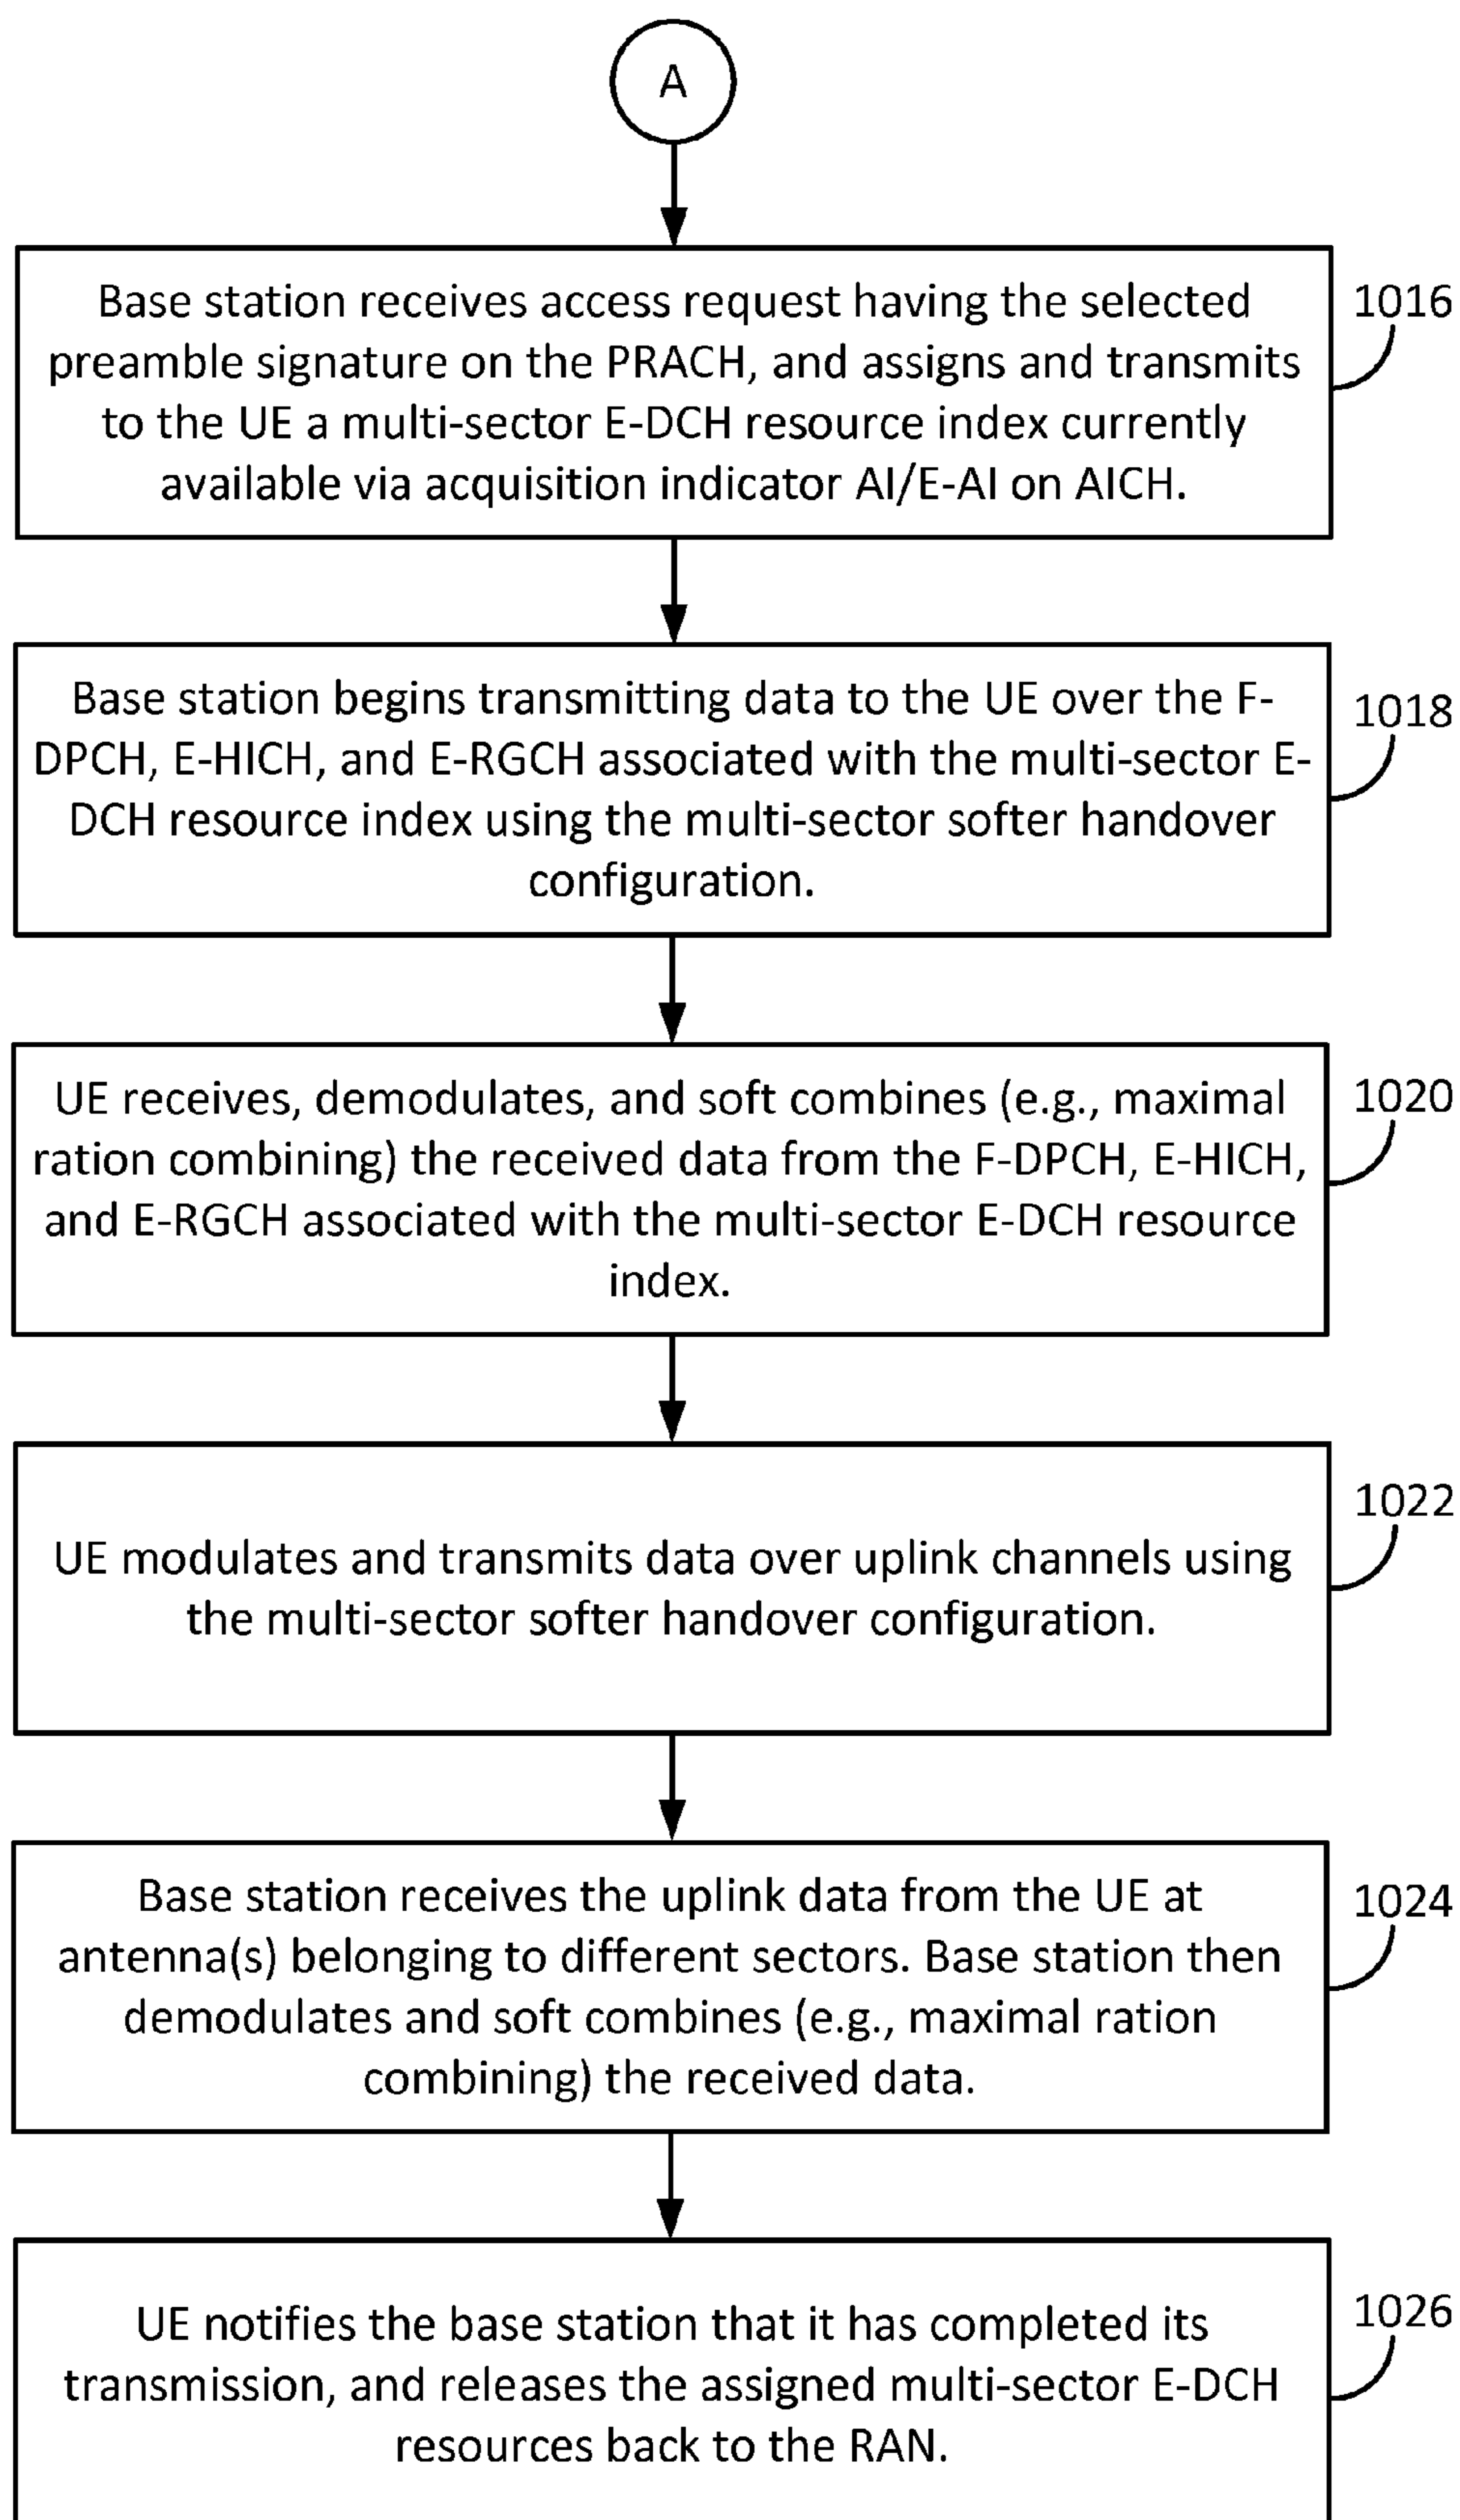 A
Base station receives access request having the selected
preamble signature on the PRACH, and assigns and transmits
to the UE a multi-sector E-DCH resource index currently
available via acquisition indicator AI/E-AI on AICH.
1016
Base station begins transmitting data to the UE over the F-
DPCH, E-HICH, and E-RGCH associated with the multi-sector E-
DCH resource index using the multi-sector softer handover
configuration.
1018
UE receives, demodulates, and soft combines (e.g., maximal
ration combining) the received data from the F-DPCH, E-HICH,
and E-RGCH associated with the multi-sector E-DCH resource
index.
1020
UE modulates and transmits data over uplink channels using
the multi-sector softer handover configuration.
1022
Base station receives the uplink data from the UE at
antenna(s) belonging to different sectors. Base station then
demodulates and soft combines (e.g., maximal ration
combining) the received data.
1024
UE notifies the base station that it has completed its
transmission, and releases the assigned multi-sector E-DCH
resources back to the RAN.
1026